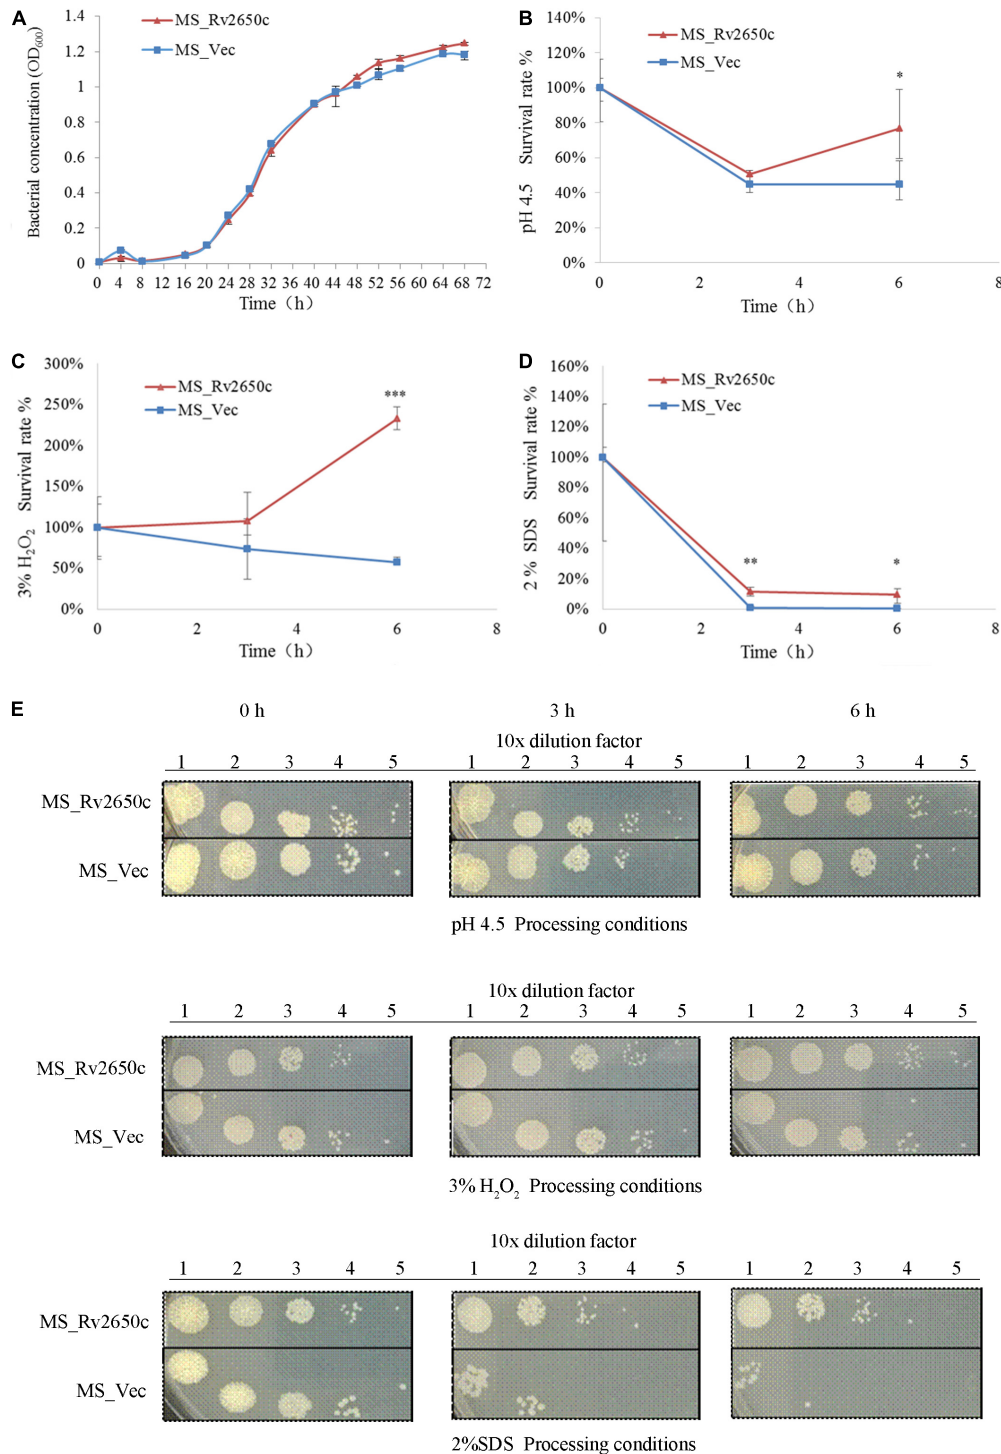 A
MS_Rv2650c
MS_Vec
Bacterial concentration (OD600)
1.4
1.2
1
0.8
0.6
0.4
0.2
0
0 4 8 12 16 20 24 28 32 36 40 44 48 52 56 60 64 68 72
Time (h)
B
MS_Rv2650c
MS_Vec
pH 4.5 Survival rate %
140%
120%
100%
80%
60%
40%
20%
0%
*
0 2 4 6 8
Time (h)
C
MS_Rv2650c
MS_Vec
3% H2O2 Survival rate %
300%
250%
200%
150%
100%
50%
0%
***
0 2 4 6 8
Time (h)
D
MS_Rv2650c
MS_Vec
2 % SDS Survival rate %
160%
140%
120%
100%
80%
60%
40%
20%
0%
**
*
0 2 4 6 8
Time (h)
E
0 h 3 h 6 h
10x dilution factor
1 2 3 4 5 1 2 3 4 5 1 2 3 4 5
MS_Rv2650c
MS_Vec
pH 4.5 Processing conditions
10x dilution factor
1 2 3 4 5 1 2 3 4 5 1 2 3 4 5
MS_Rv2650c
MS_Vec
3% H2O2 Processing conditions
10x dilution factor
1 2 3 4 5 1 2 3 4 5 1 2 3 4 5
MS_Rv2650c
MS_Vec
2%SDS Processing conditions